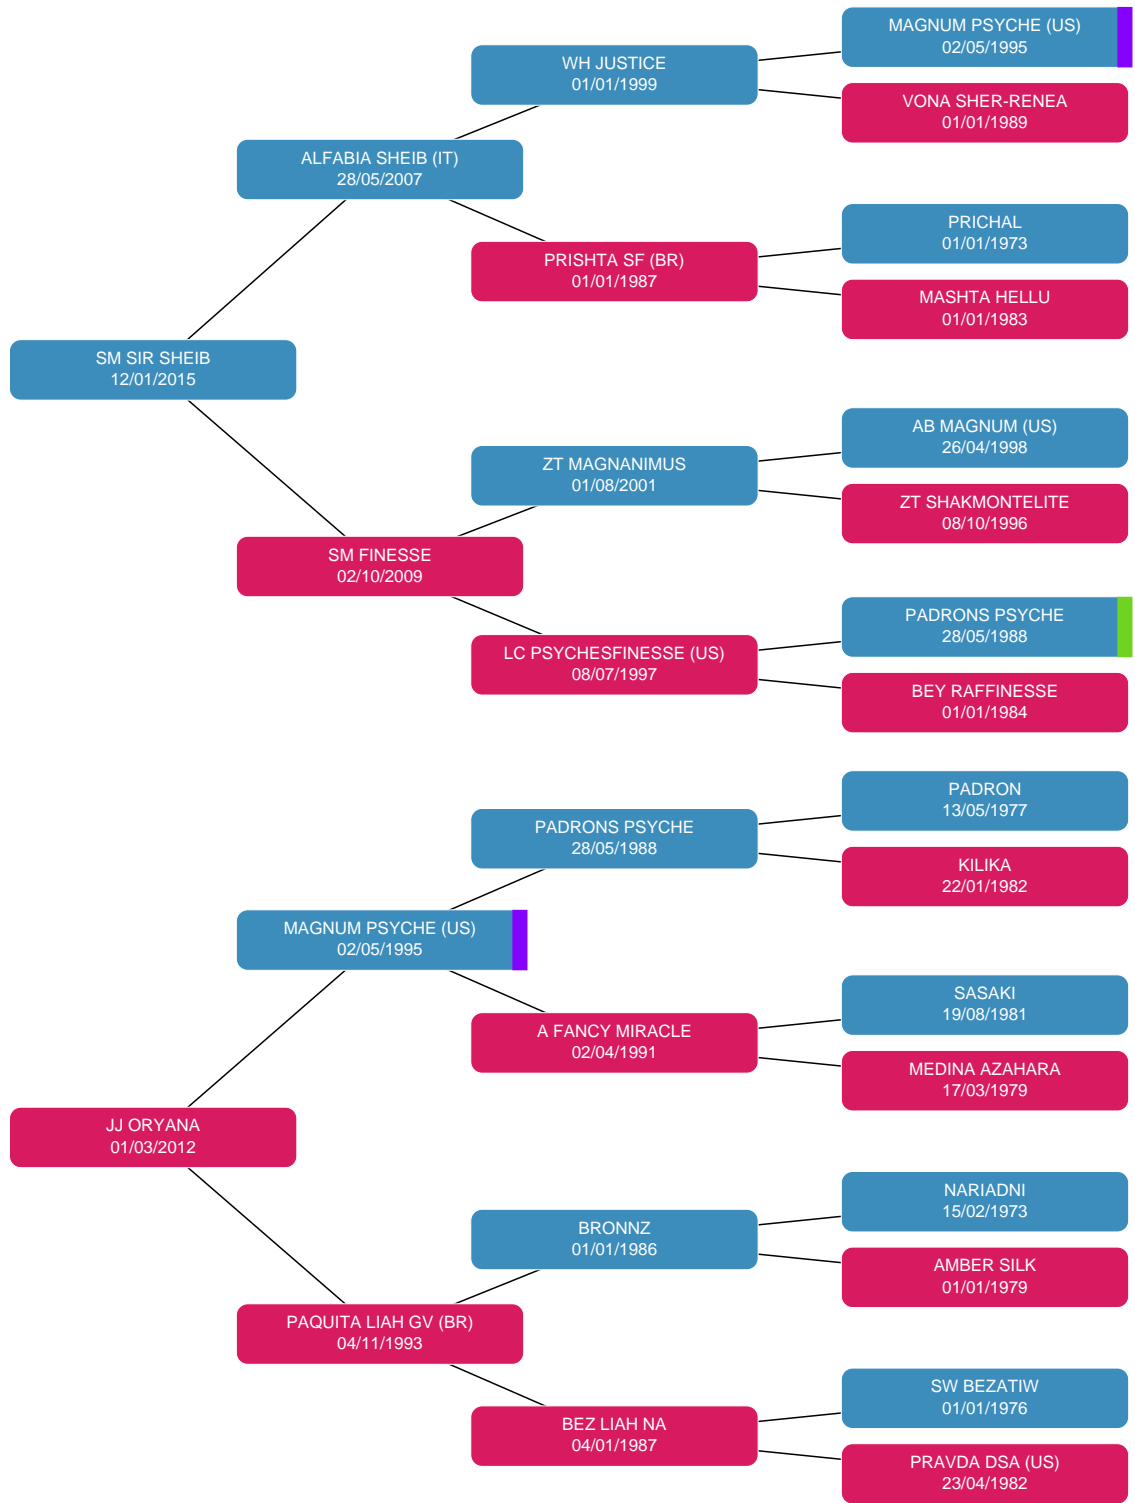 MAGNUM PSYCHE (US)
02/05/1995
WH JUSTICE
01/01/1999
VONA SHER-RENEA
01/01/1989
ALFABIA SHEIB (IT)
28/05/2007
PRICHAL
01/01/1973
PRISHTA SF (BR)
01/01/1987
MASHTA HELLU
01/01/1983
SM SIR SHEIB
12/01/2015
AB MAGNUM (US)
26/04/1998
ZT MAGNANIMUS
01/08/2001
ZT SHAKMONTELITE
08/10/1996
SM FINESSE
02/10/2009
PADRONS PSYCHE
28/05/1988
LC PSYCHESFINESSE (US)
08/07/1997
BEY RAFFINESSE
01/01/1984
PADRON
13/05/1977
PADRONS PSYCHE
28/05/1988
KILIKA
22/01/1982
MAGNUM PSYCHE (US)
02/05/1995
SASAKI
19/08/1981
A FANCY MIRACLE
02/04/1991
MEDINA AZAHARA
17/03/1979
JJ ORYANA
01/03/2012
NARIADNI
15/02/1973
BRONNZ
01/01/1986
AMBER SILK
01/01/1979
PAQUITA LIAH GV (BR)
04/11/1993
SW BEZATIW
01/01/1976
BEZ LIAH NA
04/01/1987
PRAVDA DSA (US)
23/04/1982